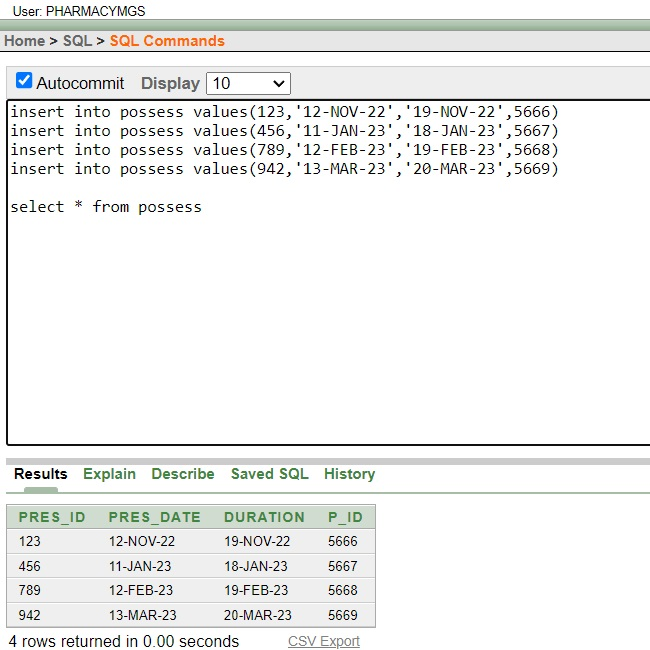 User: PHARMACYMGS
Home > SQL > SQL Commands
Autocommit Display 10
insert into possess values(123,'12-NOV-22','19-NOV-22',5666)
insert into possess values(456,'11-JAN-23','18-JAN-23',5667)
insert into possess values(789,'12-FEB-23','19-FEB-23',5668)
insert into possess values(942,'13-MAR-23','20-MAR-23',5669)
select * from possess
Results Explain Describe Saved SQL History
PRES_ID PRES_DATE DURATION P_ID
123 12-NOV-22 19-NOV-22 5666
456 11-JAN-23 18-JAN-23 5667
789 12-FEB-23 19-FEB-23 5668
942 13-MAR-23 20-MAR-23 5669
4 rows returned in 0.00 seconds CSV Export